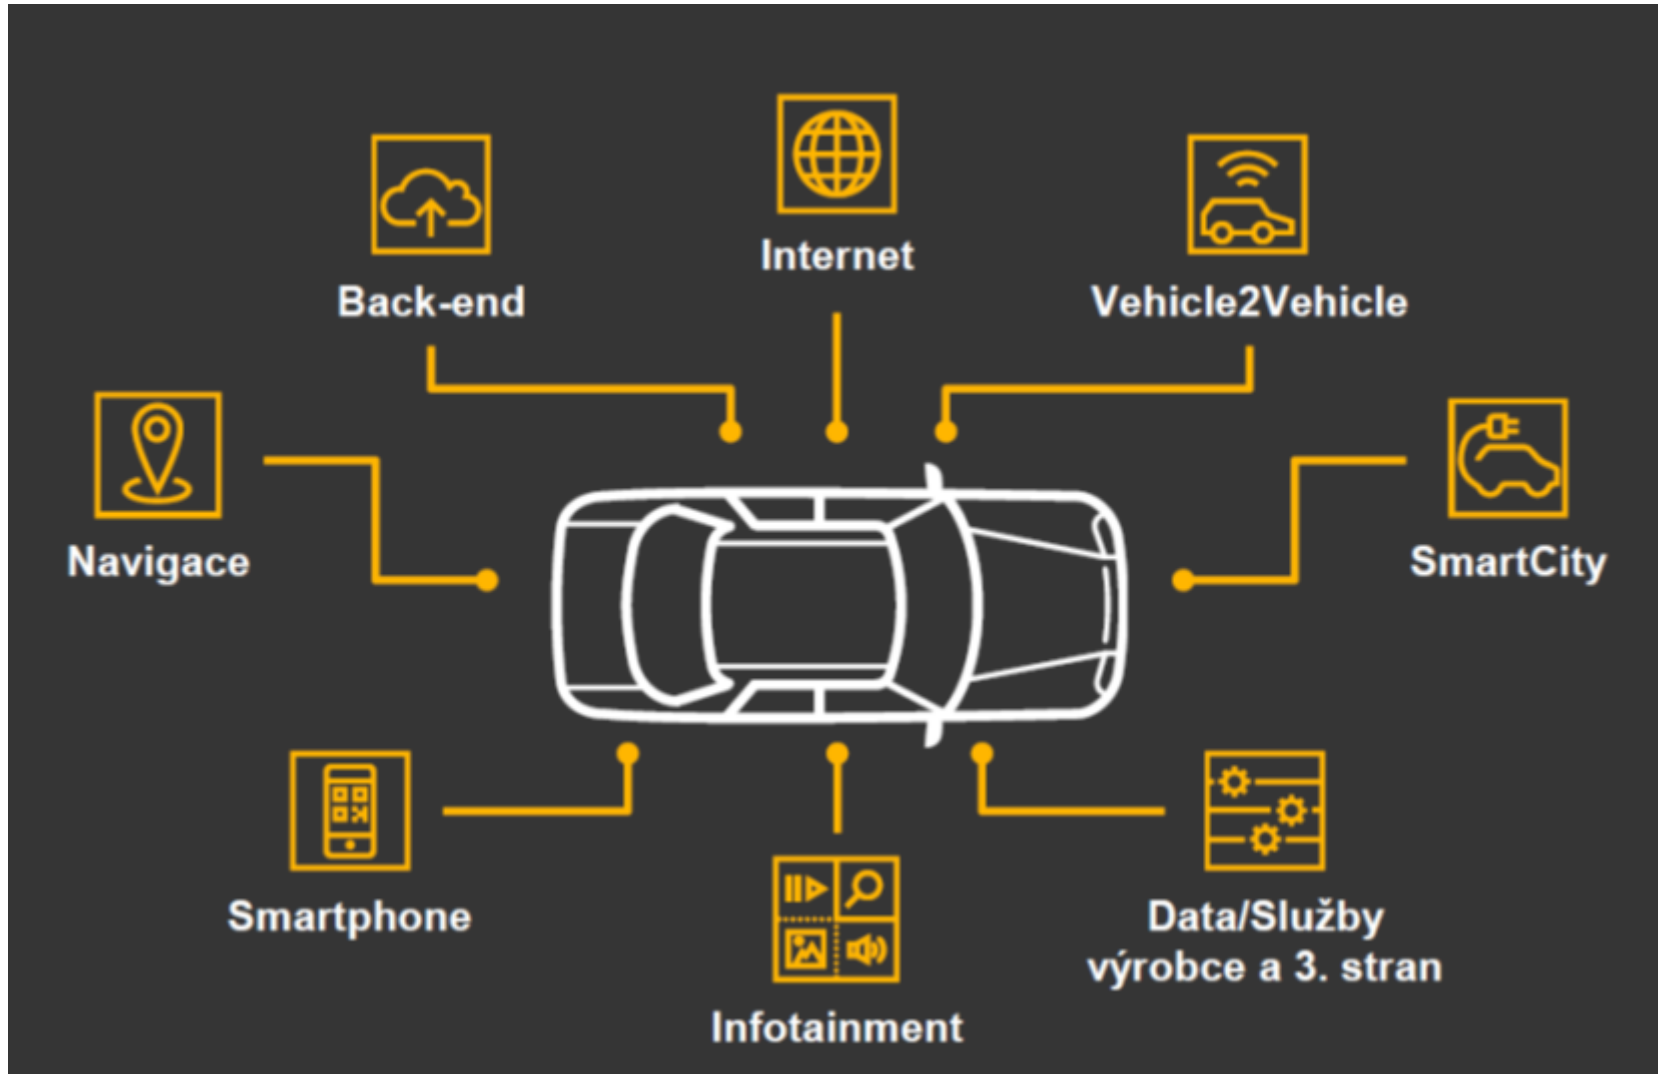 Internet
Back-end
Vehicle2Vehicle
Navigace
SmartCity
Smartphone
Data/Služby
výrobce a 3. stran
Infotainment